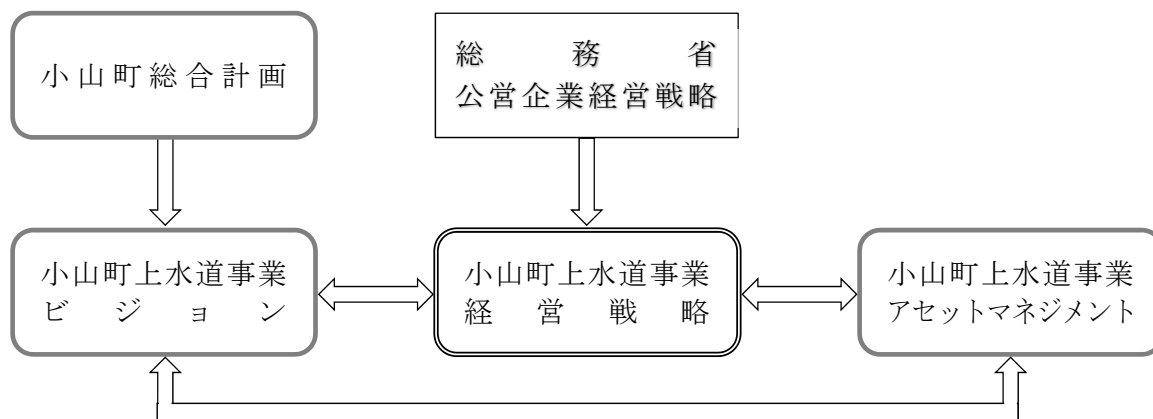 小山町総合計画
総務省
公営企業経営戦略
小山町上水道事業
ビジョン
小山町上水道事業
経営戦略
小山町上水道事業
アセットマネジメント